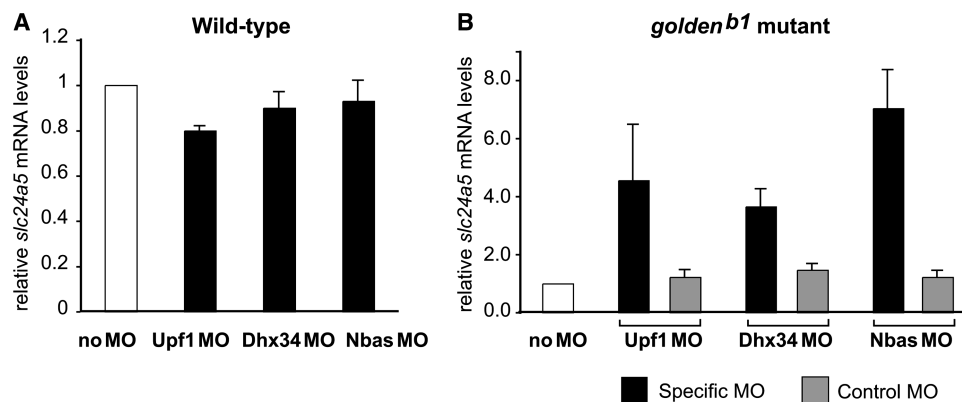 A
Wild-type
relative slc24a5 mRNA levels
1.2
1
0.8
0.6
0.4
0.2
0
no MO Upf1 MO Dhx34 MO Nbas MO
B
golden b1 mutant
relative slc24a5 mRNA levels
8.0
6.0
4.0
2.0
0.0
no MO Upf1 MO Dhx34 MO Nbas MO
Specific MO Control MO